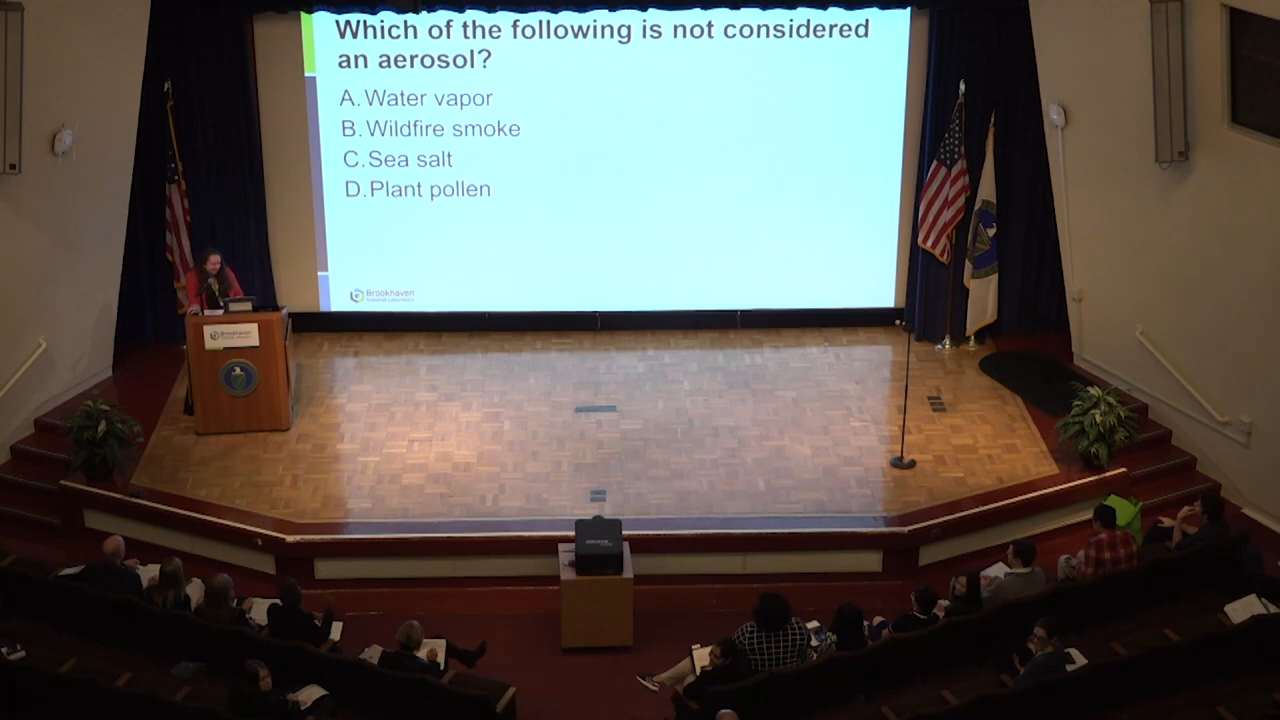 Which of the following is not considered
an aerosol?
A. Water vapor
B. Wildfire smoke
C. Sea salt
D. Plant pollen
Brookhaven
National Laboratory
Brookhaven